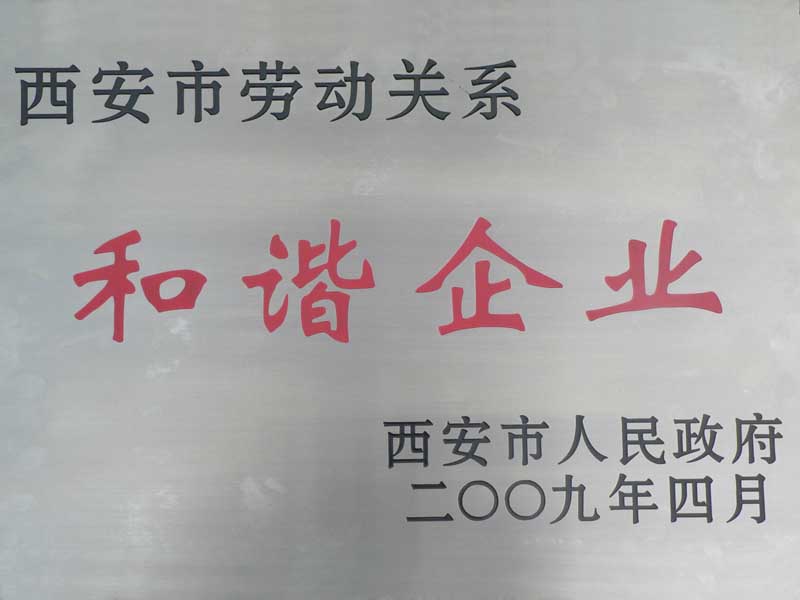 西安市劳动关系
和谐企业
西安市人民政府
二〇〇九年四月